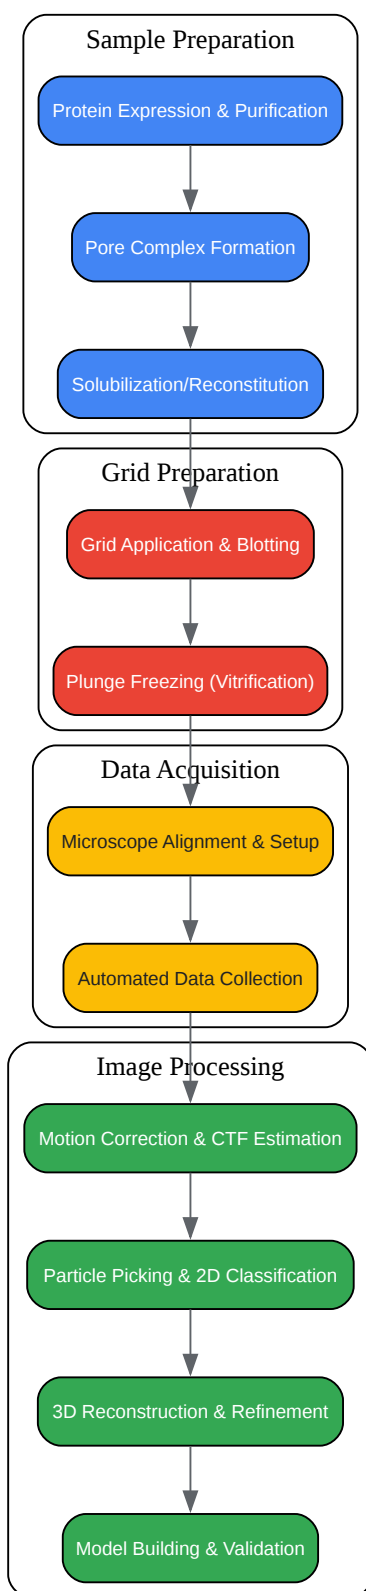 Sample Preparation
Protein Expression & Purification
Pore Complex Formation
Solubilization/Reconstitution
Grid Preparation
Grid Application & Blotting
Plunge Freezing (Vitrification)
Data Acquisition
Microscope Alignment & Setup
Automated Data Collection
Image Processing
Motion Correction & CTF Estimation
Particle Picking & 2D Classification
3D Reconstruction & Refinement
Model Building & Validation